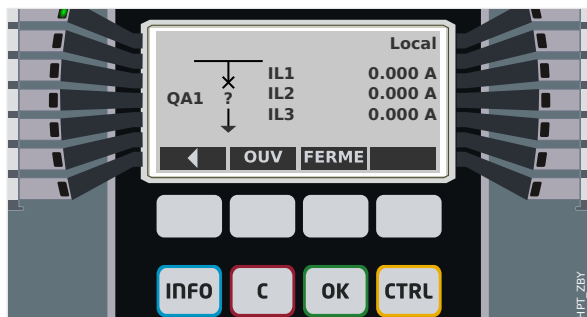 Local
IL1 0.000 A
QA1 ? IL2 0.000 A
IL3 0.000 A
OUV FERME
INFO C OK CTRL
HPT_ZBY